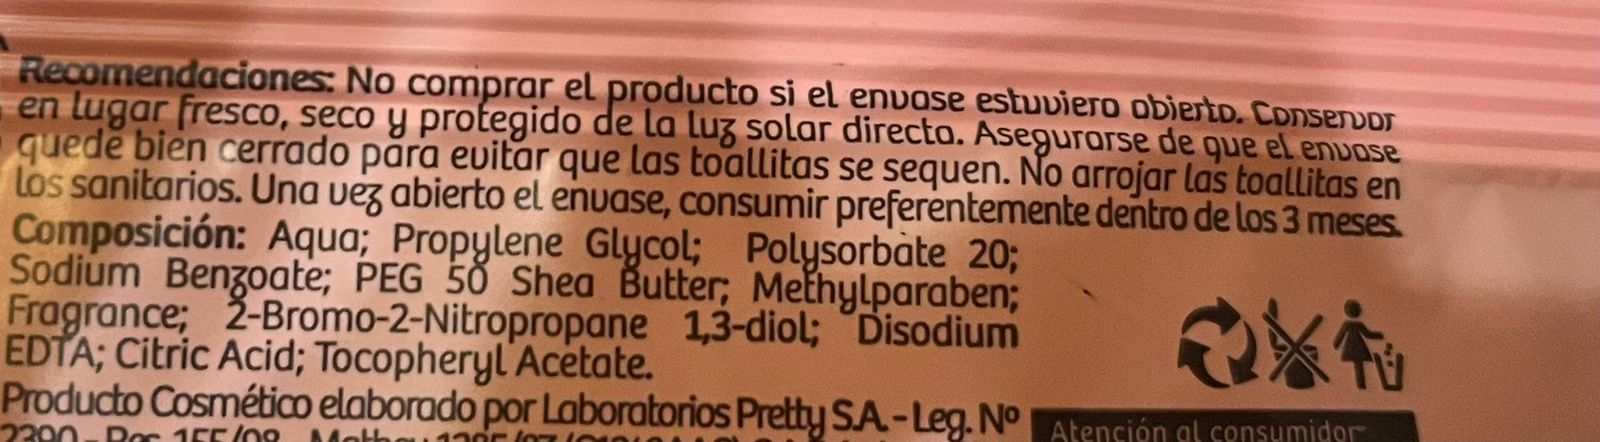 Recomendaciones: No comprar el producto si el envase estuviera abierto. Conservar
en lugar fresco, seco y protegido de la luz solar directa. Asegurarse de que el envase
quede bien cerrado para evitar que las toallitas se sequen. No arrojar las toallitas en
los sanitarios. Una vez abierto el envase, consumir preferentemente dentro de los 3 meses.
Composición: Aqua; Propylene Glycol; Polysorbate 20;
Sodium Benzoate; PEG 50 Shea Butter; Methylparaben;
Fragrance; 2-Bromo-2-Nitropropane 1,3-diol; Disodium
EDTA; Citric Acid; Tocopheryl Acetate.
Producto Cosmético elaborado por Laboratorios Pretty S.A. - Leg. Nº
2390 - Res. 155/98
Atención al consumidor